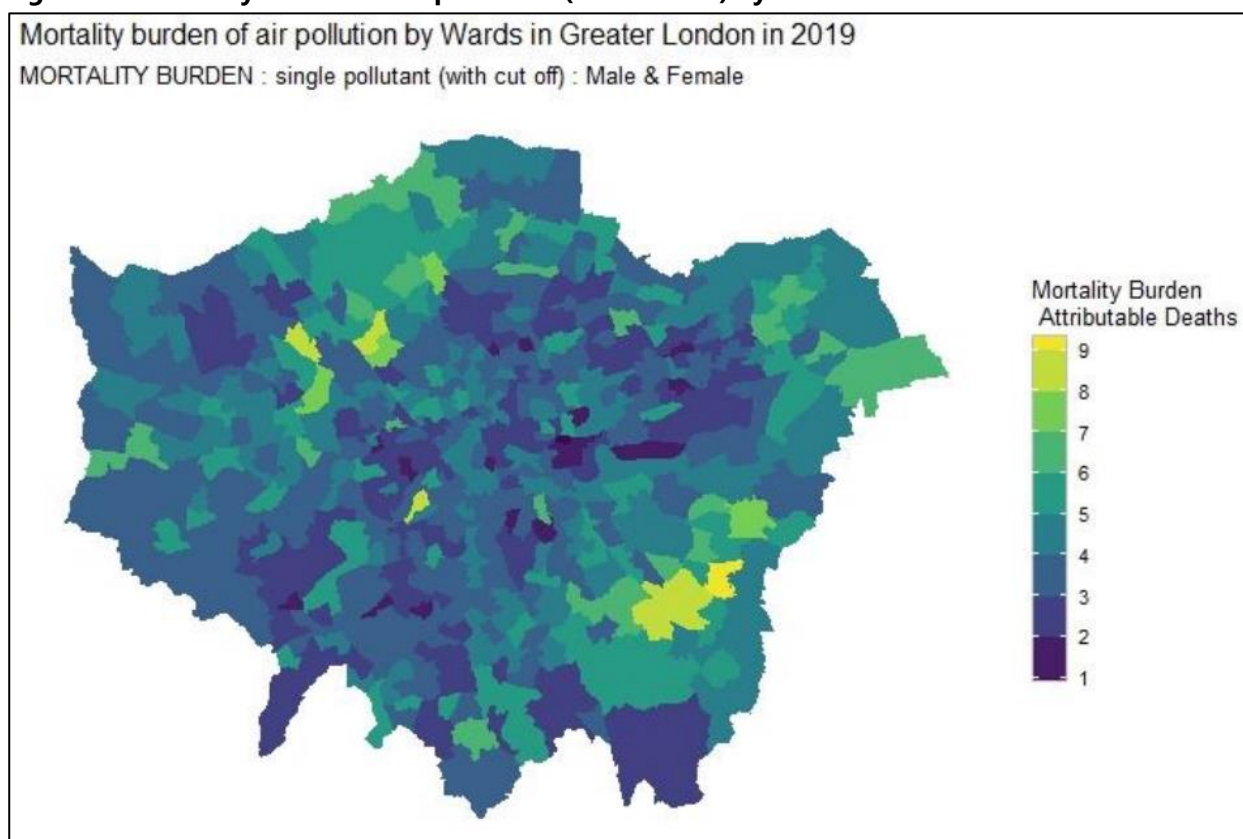 Mortality burden of air pollution by Wards in Greater London in 2019
MORTALITY BURDEN : single pollutant (with cut off) : Male & Female
Mortality Burden
Attributable Deaths
9
8
7
6
5
4
3
2
1